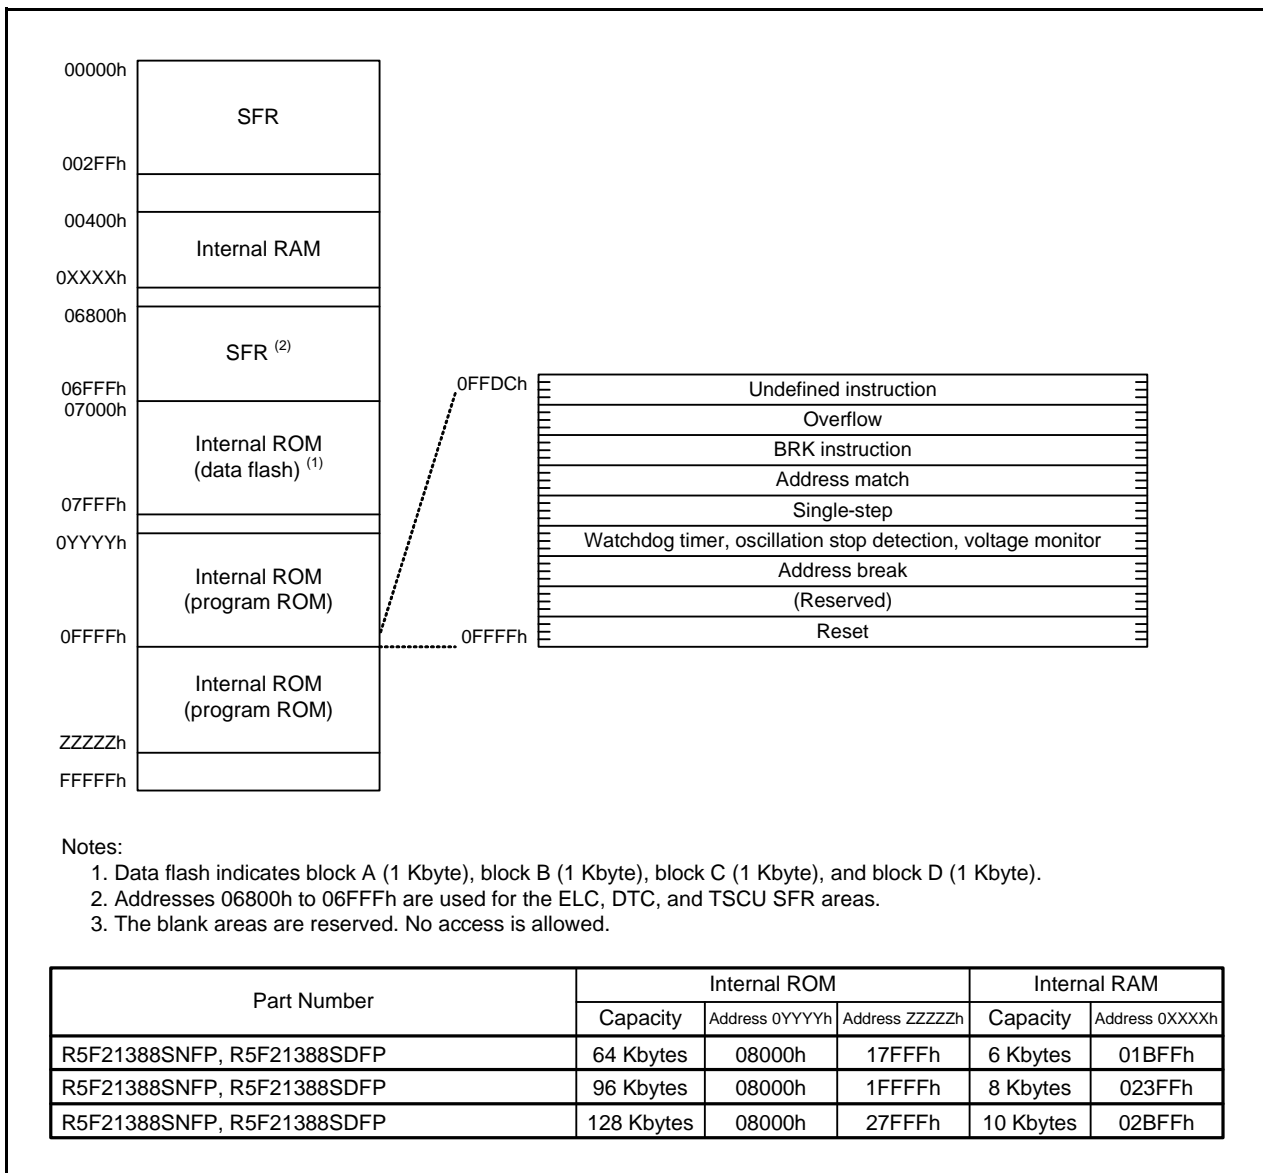 00000h
SFR
002FFh
00400h
Internal RAM
0XXXXh
06800h
SFR (2)
06FFFh
07000h
Internal ROM
(data flash) (1)
07FFFh
0YYYYh
Internal ROM
(program ROM)
0FFFFh
Internal ROM
(program ROM)
ZZZZZh
FFFFFh
0FFDCh
Undefined instruction
Overflow
BRK instruction
Address match
Single-step
Watchdog timer, oscillation stop detection, voltage monitor
Address break
(Reserved)
0FFFFh
Reset
Notes:
1. Data flash indicates block A (1 Kbyte), block B (1 Kbyte), block C (1 Kbyte), and block D (1 Kbyte).
2. Addresses 06800h to 06FFFh are used for the ELC, DTC, and TSCU SFR areas.
3. The blank areas are reserved. No access is allowed.
Part Number Internal ROM Internal RAM
Capacity Address 0YYYYh Address ZZZZZh Capacity Address 0XXXXh
R5F21388SNFP, R5F21388SDFP 64 Kbytes 08000h 17FFFh 6 Kbytes 01BFFh
R5F21388SNFP, R5F21388SDFP 96 Kbytes 08000h 1FFFFh 8 Kbytes 023FFh
R5F21388SNFP, R5F21388SDFP 128 Kbytes 08000h 27FFFh 10 Kbytes 02BFFh